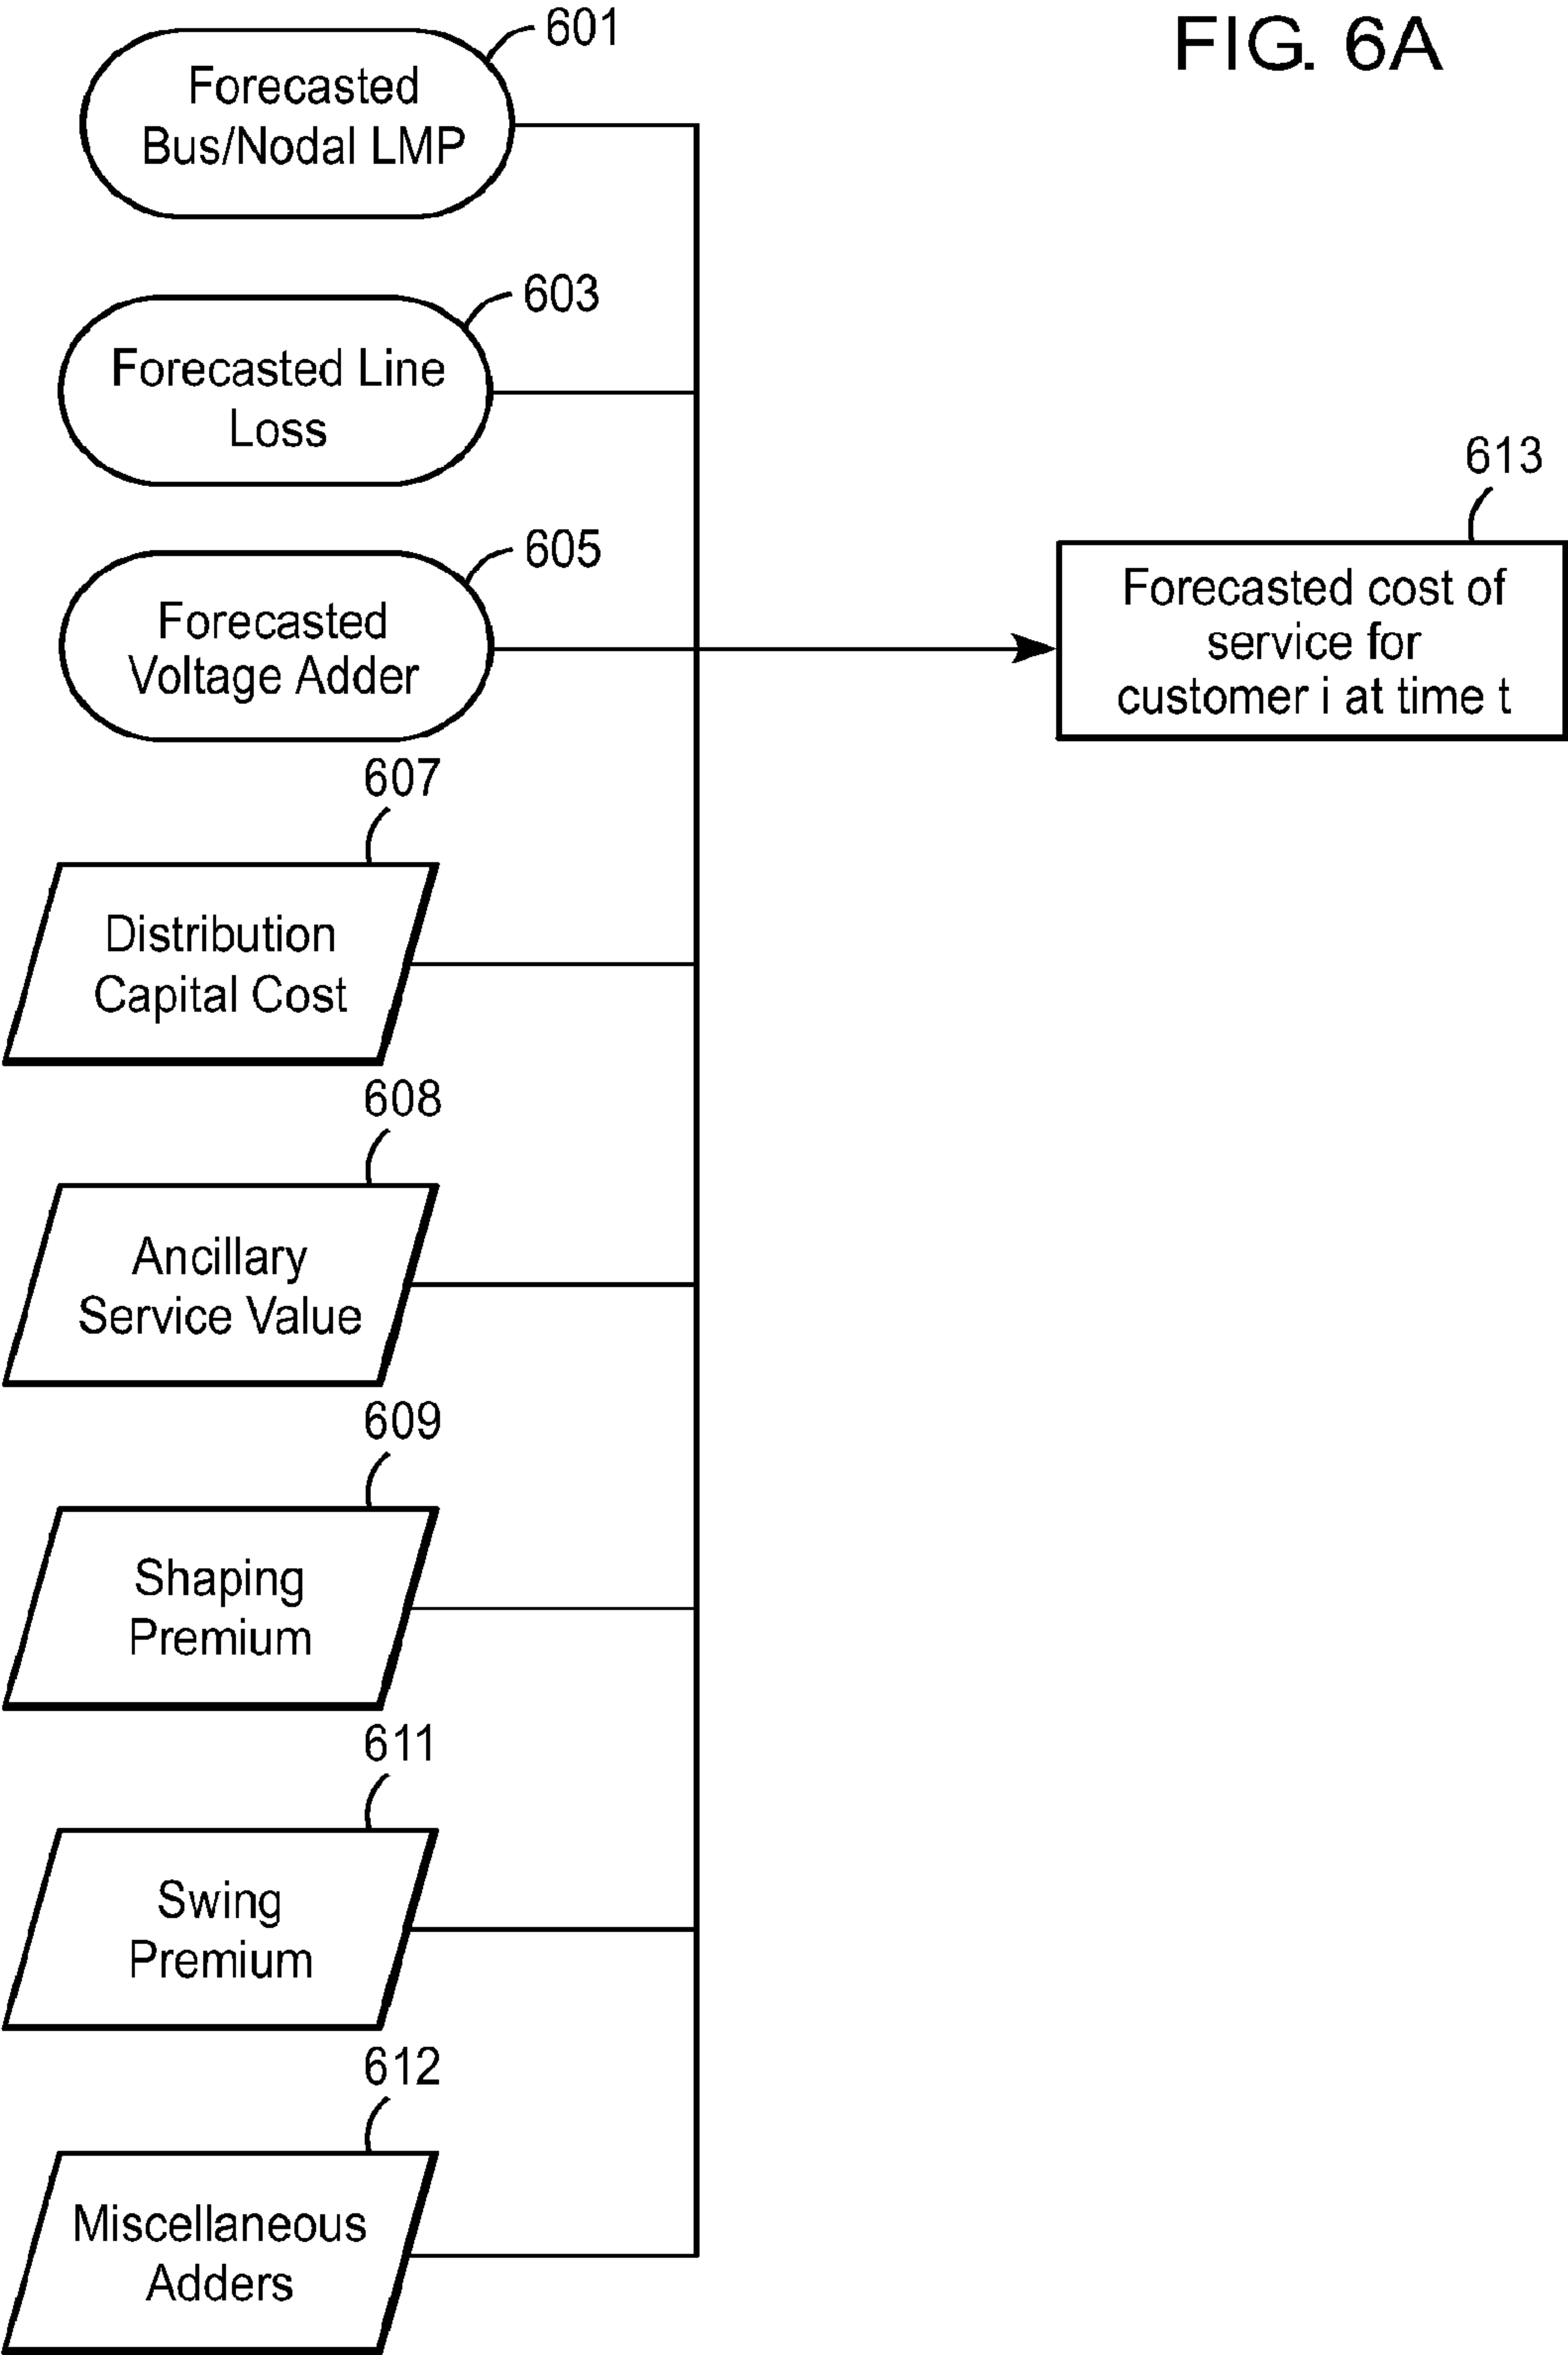 FIG. 6A
601
Forecasted
Bus/Nodal LMP
603
Forecasted Line
Loss
605
Forecasted
Voltage Adder
613
Forecasted cost of
service for
customer i at time t
607
Distribution
Capital Cost
608
Ancillary
Service Value
609
Shaping
Premium
611
Swing
Premium
612
Miscellaneous
Adders